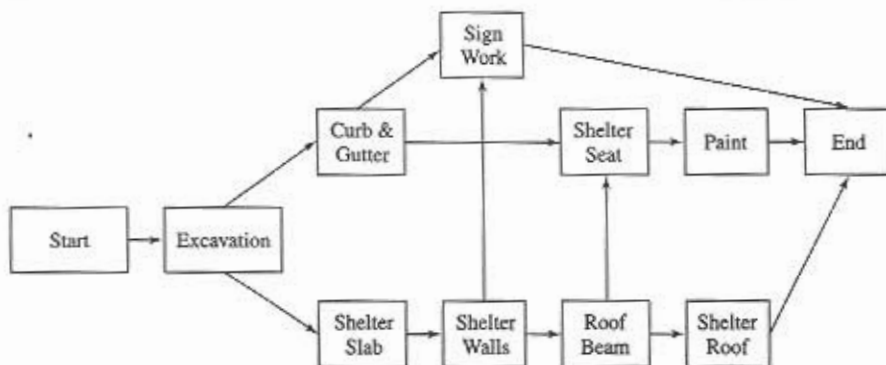 Sign
Work
Curb &
Gutter
Shelter
Seat
Paint
End
Start
Excavation
Shelter
Slab
Shelter
Walls
Roof
Beam
Shelter
Roof